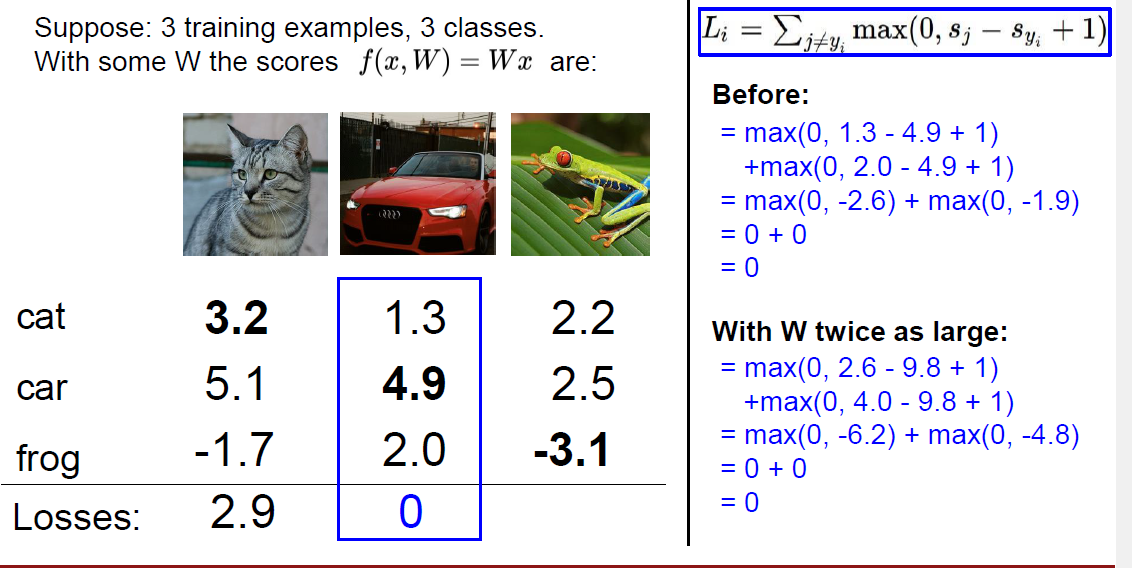 Suppose: 3 training examples, 3 classes.
With some W the scores f(x, W) = Wx are:
cat 3.2 1.3 2.2
car 5.1 4.9 2.5
frog -1.7 2.0 -3.1
Losses: 2.9 0
L_i = ∑_{j≠y_i} max(0, s_j − s_{y_i} + 1)
Before:
= max(0, 1.3 - 4.9 + 1)
+max(0, 2.0 - 4.9 + 1)
= max(0, -2.6) + max(0, -1.9)
= 0 + 0
= 0
With W twice as large:
= max(0, 2.6 - 9.8 + 1)
+max(0, 4.0 - 9.8 + 1)
= max(0, -6.2) + max(0, -4.8)
= 0 + 0
= 0